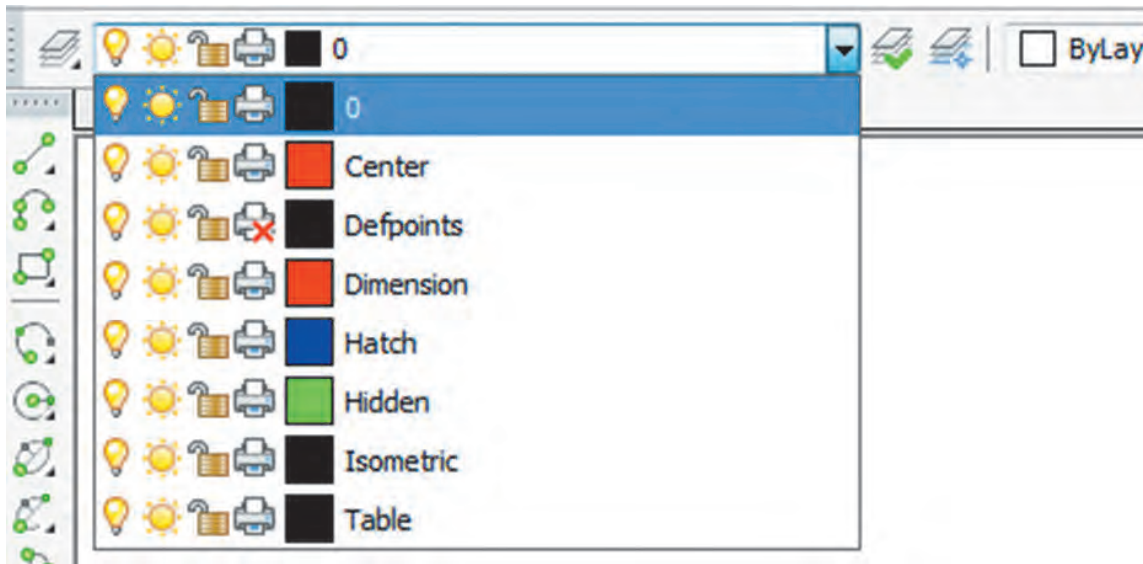 0
ByLay
0
Center
Defpoints
Dimension
Hatch
Hidden
Isometric
Table